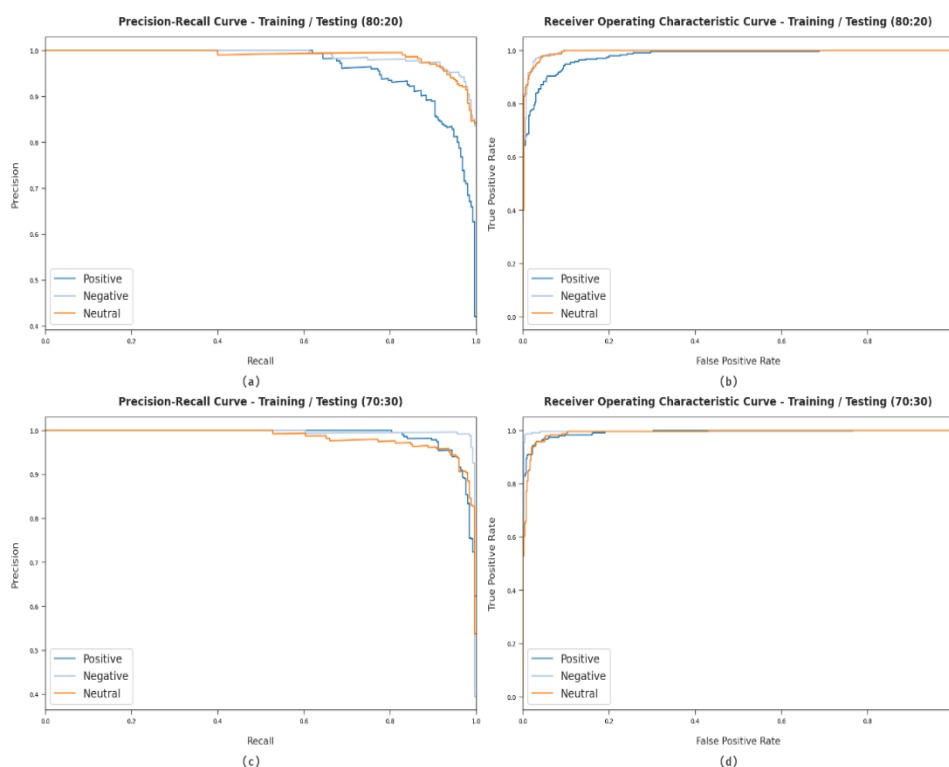 Precision-Recall Curve - Training / Testing (80:20)
1.0
0.9
0.8
0.7
0.6
0.5
0.4
Precision
0.0 0.2 0.4 0.6 0.8 1.0
Recall
Positive
Negative
Neutral
(a)
Receiver Operating Characteristic Curve - Training / Testing (80:20)
1.0
0.8
0.6
0.4
0.2
0.0
True Positive Rate
0.0 0.2 0.4 0.6 0.8
False Positive Rate
Positive
Negative
Neutral
(b)
Precision-Recall Curve - Training / Testing (70:30)
1.0
0.9
0.8
0.7
0.6
0.5
0.4
Precision
0.0 0.2 0.4 0.6 0.8 1.0
Recall
Positive
Negative
Neutral
(c)
Receiver Operating Characteristic Curve - Training / Testing (70:30)
1.0
0.8
0.6
0.4
0.2
0.0
True Positive Rate
0.0 0.2 0.4 0.6 0.8
False Positive Rate
Positive
Negative
Neutral
(d)